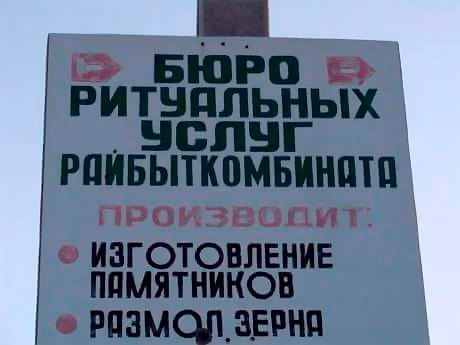 БЮРО
РИТУАЛЬНЫХ
УСЛУГ
РАЙБЫТКОМБИНАТА
ПРОИЗВОДИТ:
ИЗГОТОВЛЕНИЕ
ПАМЯТНИКОВ
РАЗМОЛ ЗЕРНА